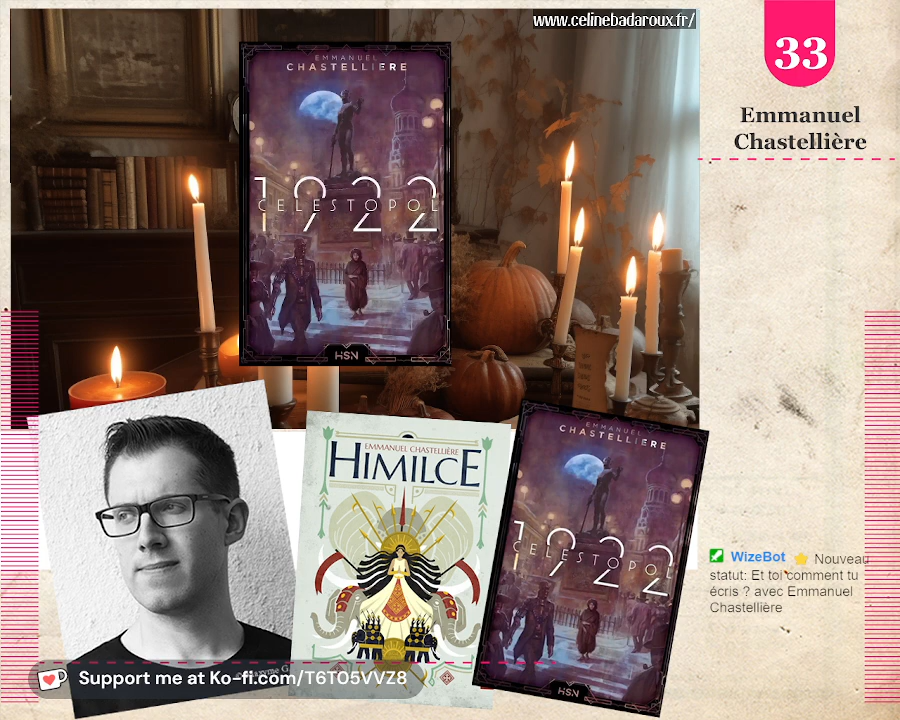 www.celinebadaroux.fr/
33
Emmanuel
Chastellière
EMMANUEL
CHASTELLIERE
1922
CELESTOPOL
HSN
EMMANUEL CHASTELLIÈRE
HIMILCE
EMMANUEL
CHASTELLIERE
1922
CELESTOPOL
HSN
WizeBot Nouveau
statut: Et toi comment tu
écris ? avec Emmanuel
Chastellière
Support me at Ko-fi.com/T6T05VVZ8